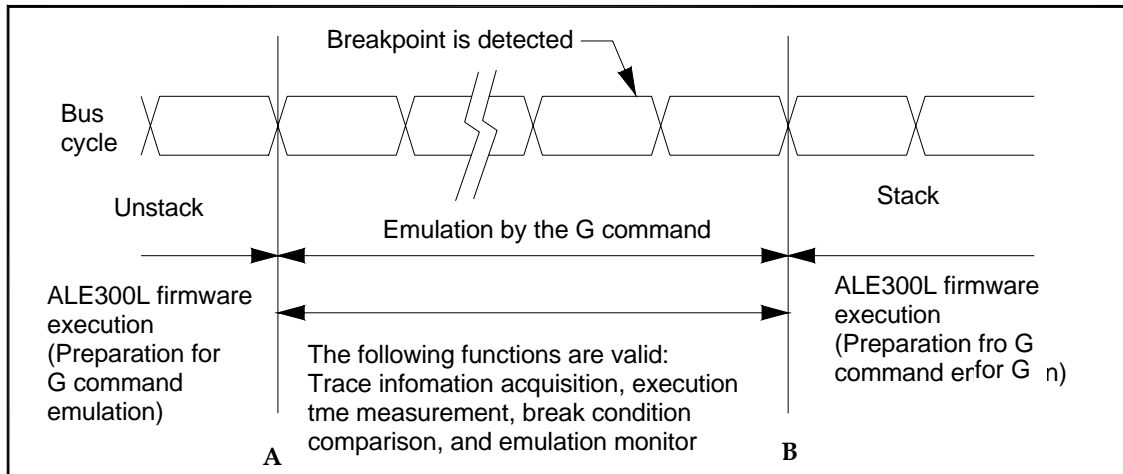 Breakpoint is detected
Bus
cycle
Unstack
Stack
Emulation by the G command
ALE300L firmware
execution
(Preparation for
G command
emulation)
The following functions are valid:
Trace infomation acquisition, execution
tme measurement, break condition
comparison, and emulation monitor
ALE300L firmware
execution
(Preparation fro G
command
for G
A
B